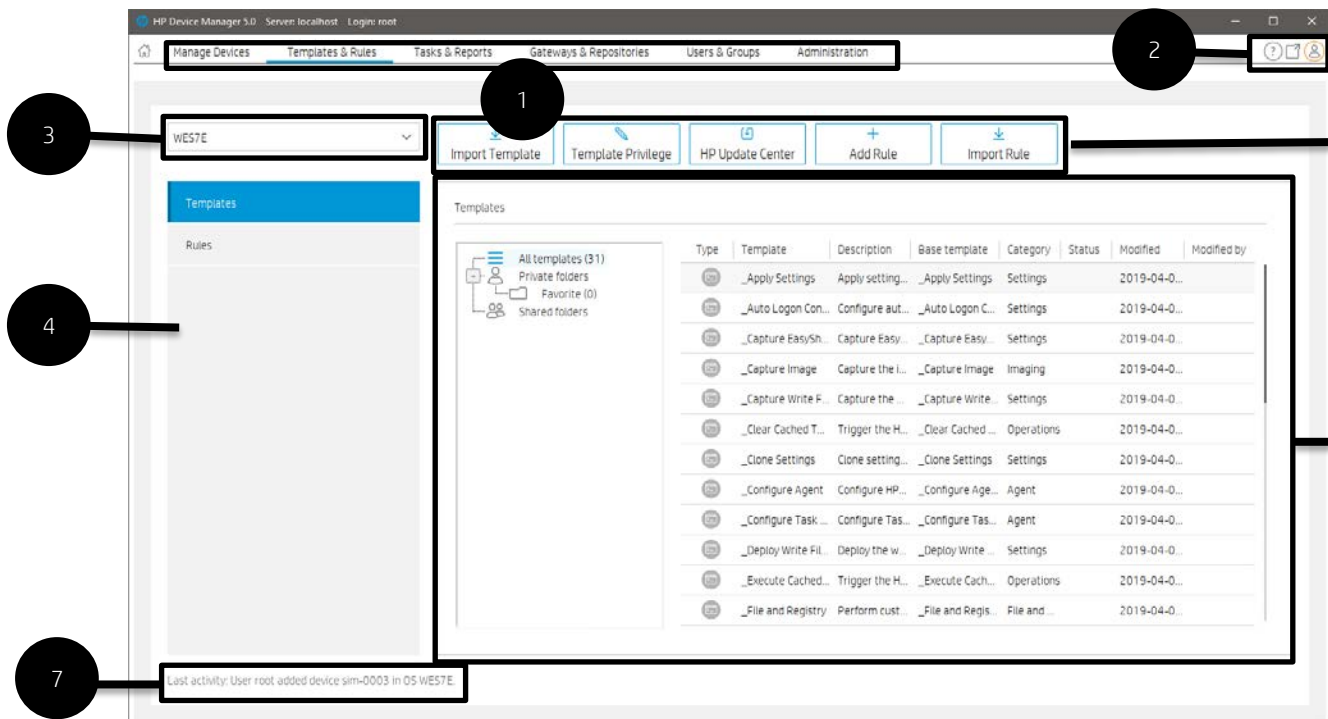 HP Device Manager 5.0 Server: localhost Login: root
Manage Devices Templates & Rules Tasks & Reports Gateways & Repositories Users & Groups Administration
2
1
3
WES7E
Import Template Template Privilege HP Update Center Add Rule Import Rule
Templates
Rules
4
Templates
All templates (31)
Private folders
Favorite (0)
Shared folders
Type Template Description Base template Category Status Modified Modified by
_Apply Settings Apply setting... _Apply Settings Settings 2019-04-0...
_Auto Logon Con... Configure aut... _Auto Logon C... Settings 2019-04-0...
_Capture EasySh... Capture Easy... _Capture Easy... Settings 2019-04-0...
_Capture Image Capture the i... _Capture Image Imaging 2019-04-0...
_Capture Write F... Capture the ... _Capture Write... Settings 2019-04-0...
_Clear Cached T... Trigger the H... _Clear Cached ... Operations 2019-04-0...
_Clone Settings Clone setting... _Clone Settings Settings 2019-04-0...
_Configure Agent Configure HP... _Configure Age... Agent 2019-04-0...
_Configure Task ... Configure Tas... _Configure Tas... Agent 2019-04-0...
_Deploy Write Fil... Deploy the w... _Deploy Write ... Settings 2019-04-0...
_Execute Cached... Trigger the H... _Execute Cach... Operations 2019-04-0...
_File and Registry Perform cust... _File and Regis... File and ... 2019-04-0...
7
Last activity: User root added device sim-0003 in OS WES7E.